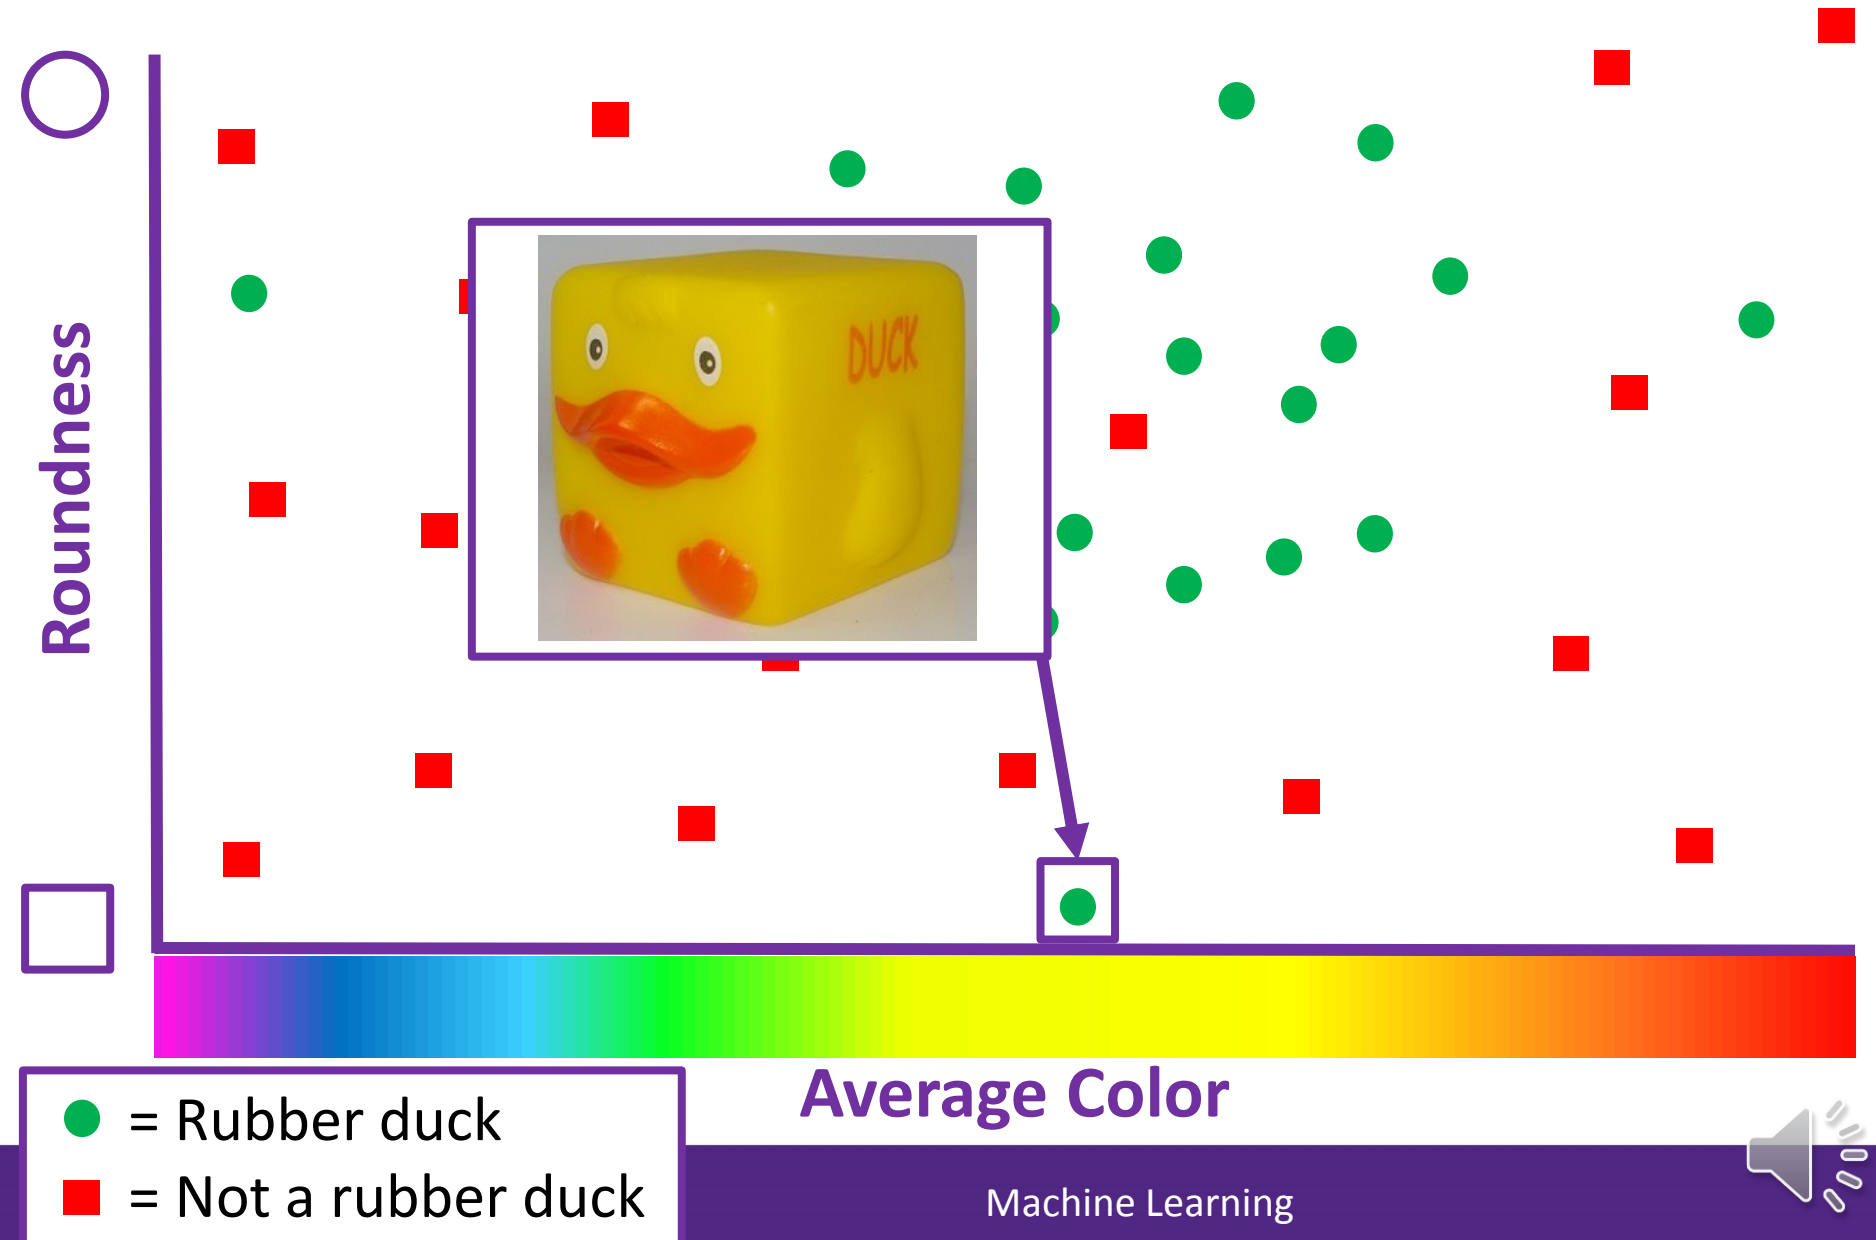 Roundness
DUCK
Average Color
= Rubber duck
= Not a rubber duck
Machine Learning